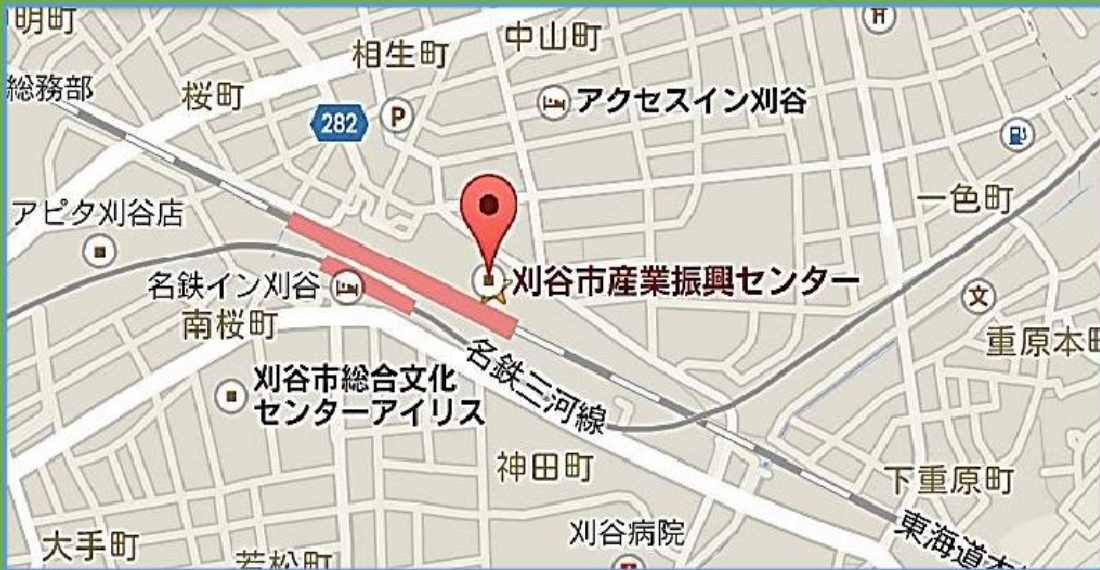 明町
中山町
相生町
総務部
桜町
アクセスイン刈谷
282
P
アピタ刈谷店
一色町
刈谷市産業振興センター
名鉄イン刈谷
文
南桜町
重原本町
名鉄三河線
刈谷市総合文化
センターアイリス
神田町
下重原町
刈谷病院
東海道本
大手町
若松町